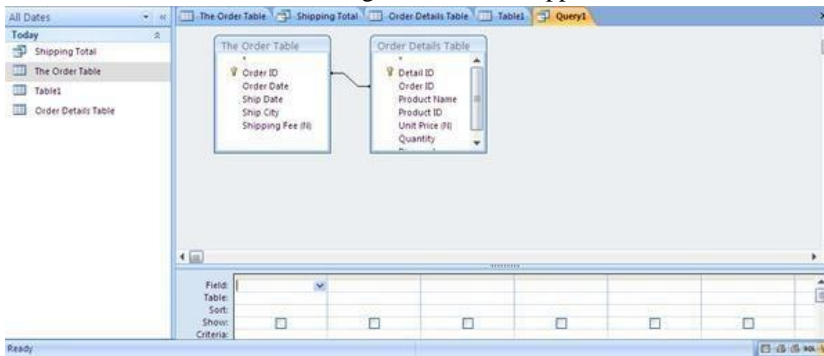 All Dates
The Order Table Shipping Total Order Details Table Table1 Query1
Today
Shipping Total
The Order Table
Table1
Order Details Table
The Order Table
*
Order ID
Order Date
Ship Date
Ship City
Shipping Fee (N)
Order Details Table
*
Detail ID
Order ID
Product Name
Product ID
Unit Price (N)
Quantity
Field:
Table:
Sort:
Show:
Criteria:
Ready
SQL